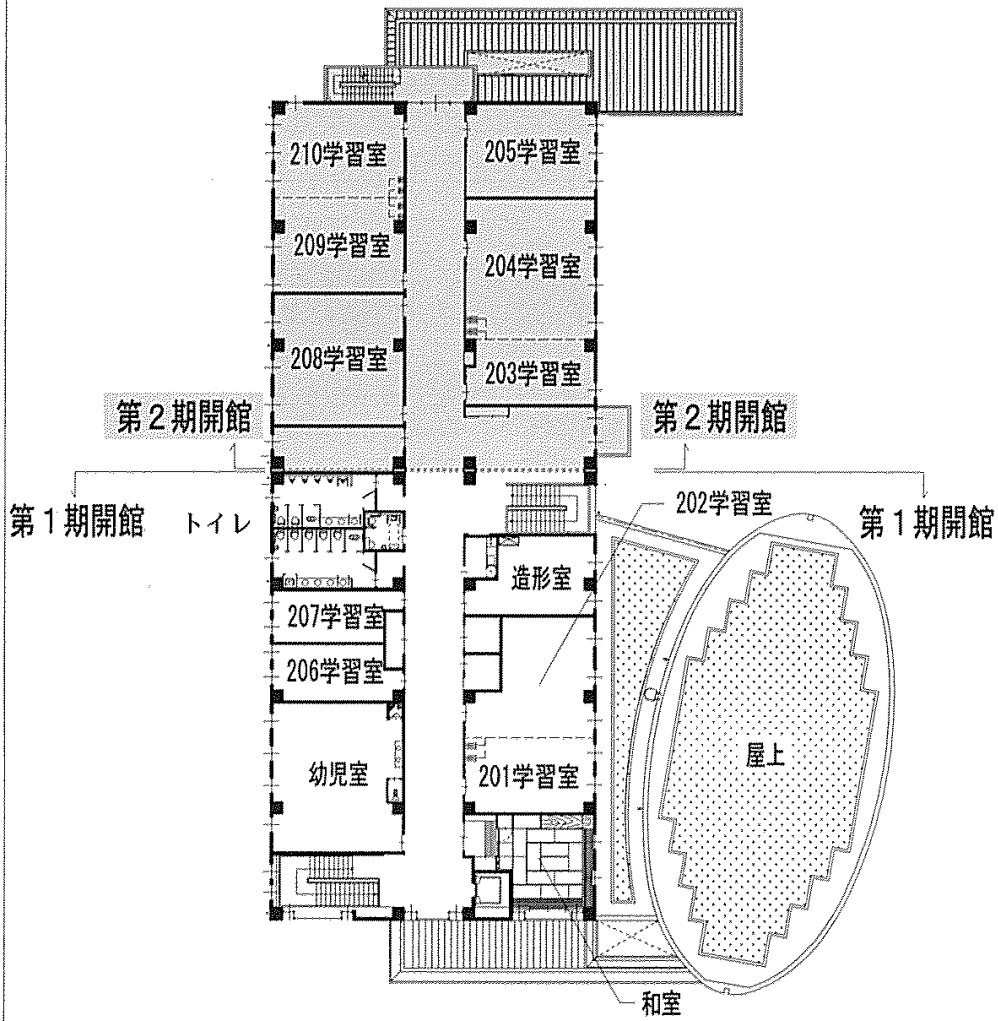 210学習室
205学習室
209学習室
204学習室
208学習室
203学習室
第2期開館
第2期開館
第1期開館
トイレ
202学習室
第1期開館
造形室
207学習室
206学習室
幼児室
201学習室
屋上
和室